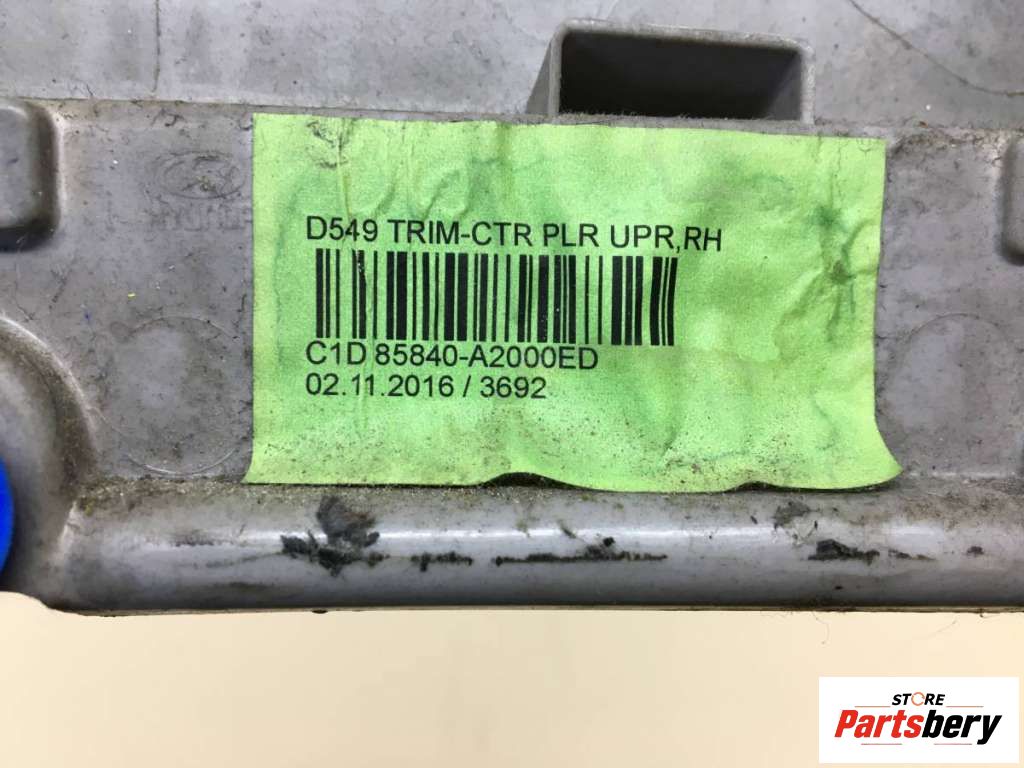 D549 TRIM-CTR PLR UPR,RH
C1D 85840-A2000ED
02.11.2016 / 3692
STORE
Partsbery